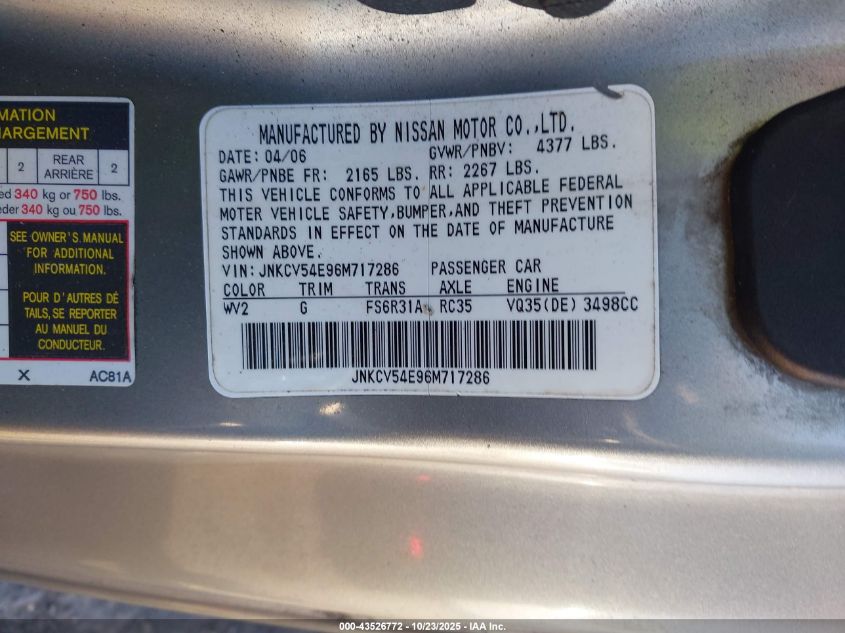 MATION
HARGEMENT
2 REAR ARRIÈRE 2
ed 340 kg or 750 lbs.
eder 340 kg ou 750 lbs.
SEE OWNER'S MANUAL
FOR ADDITIONAL
INFORMATION.
POUR D'AUTRES DÉ
TAILS, SE REPORTER
AU MANUEL DU
CONDUCTEUR.
X AC81A
MANUFACTURED BY NISSAN MOTOR CO.,LTD.
DATE: 04/06 GVWR/PNBV: 4377 LBS.
GAWR/PNBE FR: 2165 LBS. RR: 2267 LBS.
THIS VEHICLE CONFORMS TO ALL APPLICABLE FEDERAL
MOTER VEHICLE SAFETY,BUMPER,AND THEFT PREVENTION
STANDARDS IN EFFECT ON THE DATE OF MANUFACTURE
SHOWN ABOVE.
VIN: JNKCV54E96M717286 PASSENGER CAR
COLOR TRIM TRANS AXLE ENGINE
WV2 G FS6R31A RC35 VQ35(DE) 3498CC
JNKCV54E96M717286
000-43526772 - 10/23/2025 - IAA Inc.